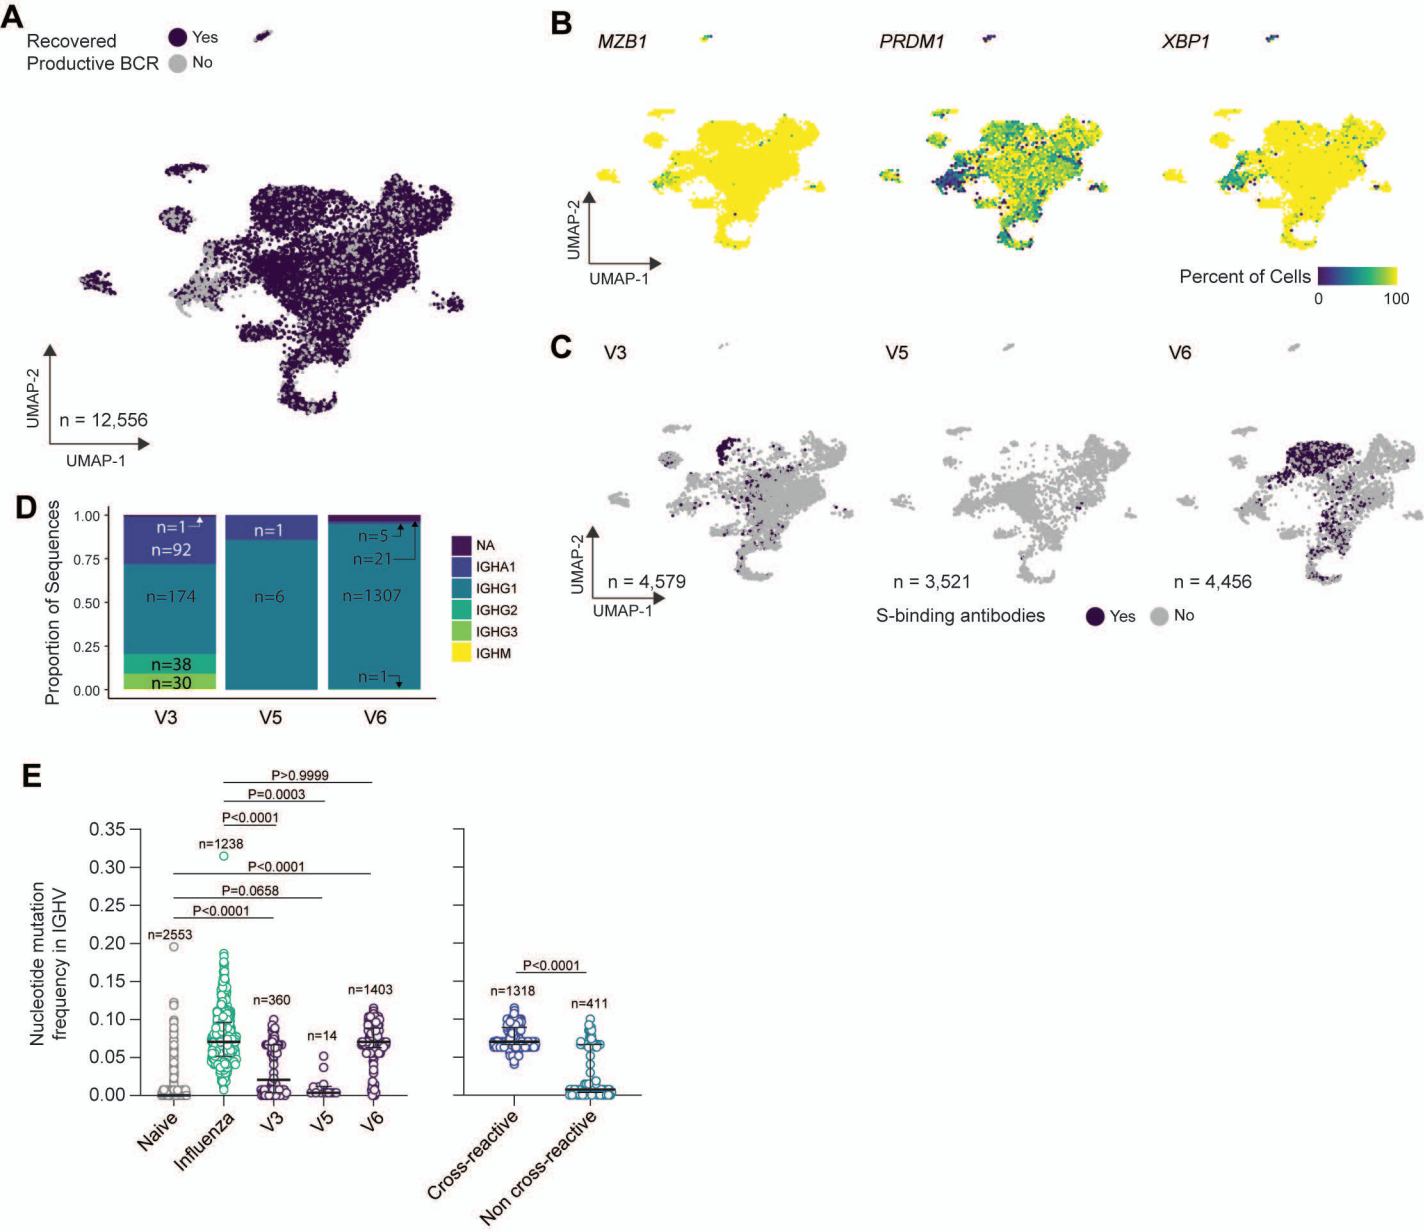 A
Recovered
Productive BCR
Yes
No
UMAP-2
n = 12,556
UMAP-1
B
MZB1
PRDM1
XBP1
UMAP-2
UMAP-1
Percent of Cells
0
100
C
V3
V5
V6
UMAP-2
n = 4,579
n = 3,521
n = 4,456
UMAP-1
S-binding antibodies
Yes
No
D
Proportion of Sequences
1.00
0.75
0.50
0.25
0.00
n=1
n=92
n=174
n=38
n=30
n=1
n=6
n=5
n=21
n=1307
n=1
V3
V5
V6
NA
IGHA1
IGHG1
IGHG2
IGHG3
IGHM
E
Nucleotide mutation
frequency in IGHV
0.35
0.30
0.25
0.20
0.15
0.10
0.05
0.00
P>0.9999
P=0.0003
P<0.0001
n=1238
P<0.0001
P=0.0658
P<0.0001
n=2553
n=360
n=14
n=1403
Naive
Influenza
V3
V5
V6
P<0.0001
n=1318
n=411
Cross-reactive
Non cross-reactive